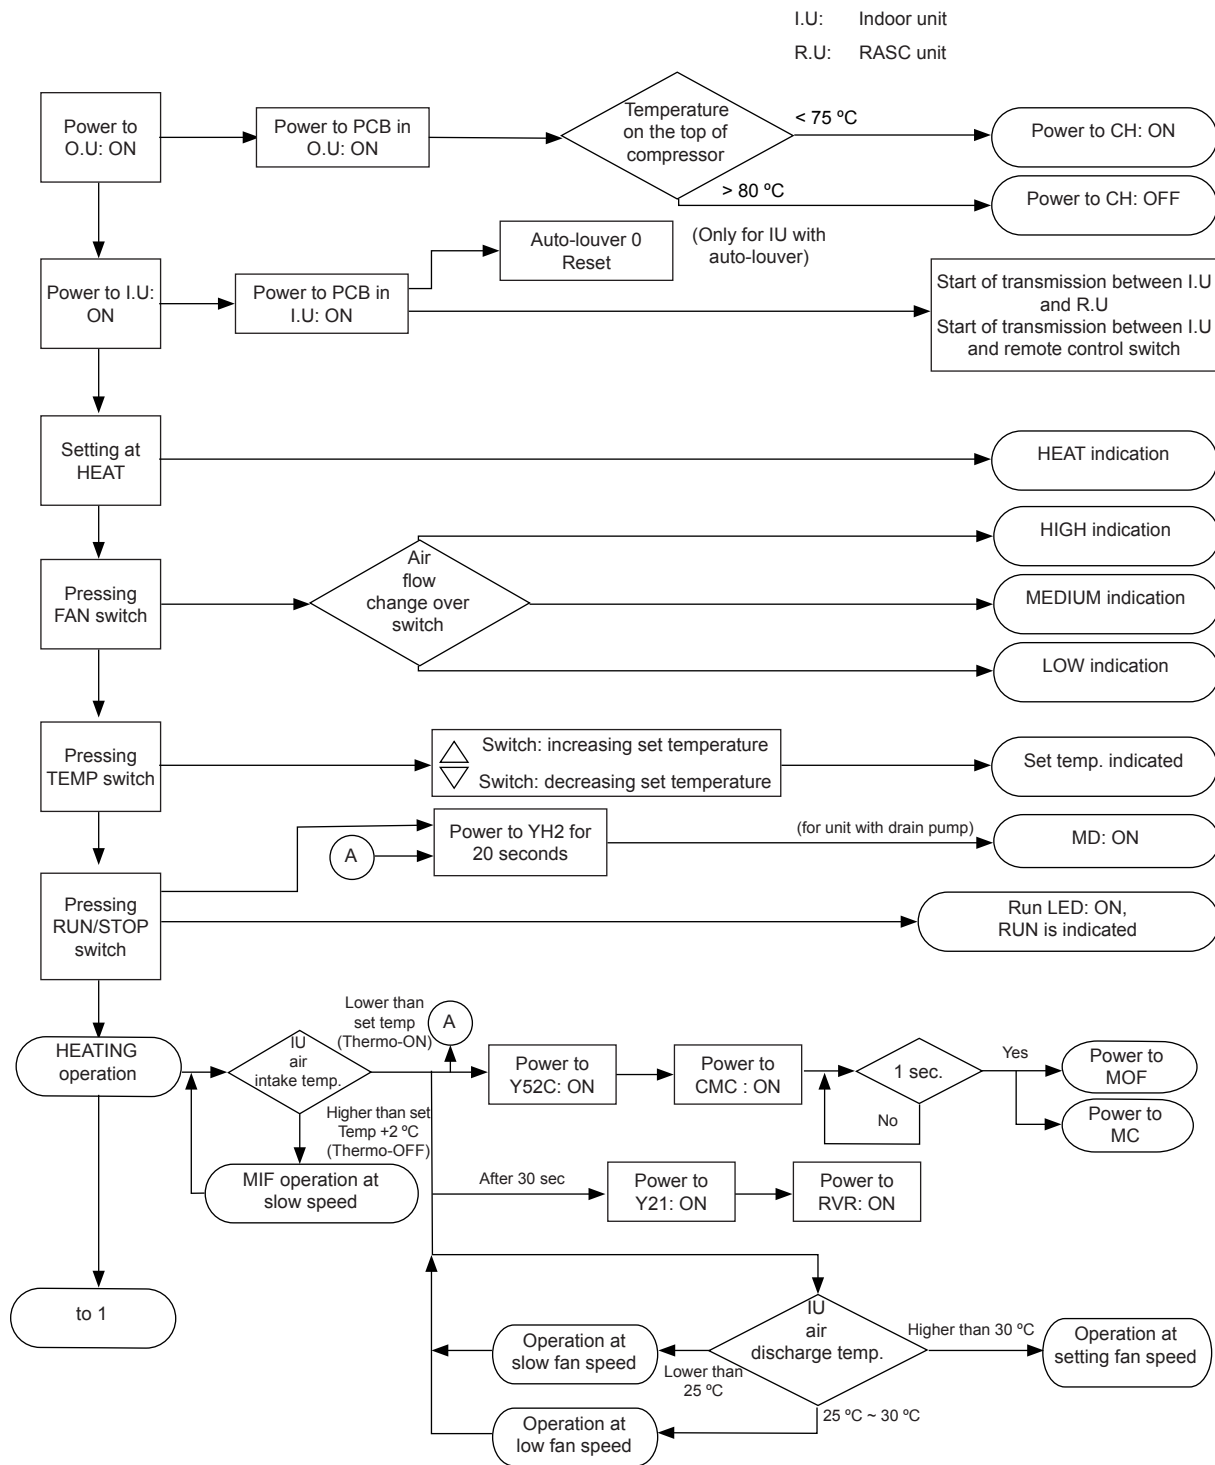 I.U: Indoor unit
R.U: RASC unit
Power to
O.U: ON
Power to PCB in
O.U: ON
Temperature
on the top of
compressor
< 75 ºC
Power to CH: ON
> 80 ºC
Power to CH: OFF
Power to I.U:
ON
Power to PCB in
I.U: ON
Auto-louver 0
Reset
(Only for IU with
auto-louver)
Start of transmission between I.U
and R.U
Start of transmission between I.U
and remote control switch
Setting at
HEAT
HEAT indication
Pressing
FAN switch
Air
flow
change over
switch
HIGH indication
MEDIUM indication
LOW indication
Pressing
TEMP switch
Switch: increasing set temperature
Switch: decreasing set temperature
Set temp. indicated
Pressing
RUN/STOP
switch
A
Power to YH2 for
20 seconds
(for unit with drain pump)
MD: ON
Run LED: ON,
RUN is indicated
HEATING
operation
IU
air
intake temp.
Lower than
set temp
(Thermo-ON)
A
Higher than set
Temp +2 ºC
(Thermo-OFF)
MIF operation at
slow speed
Power to
Y52C: ON
Power to
CMC : ON
1 sec.
Yes
No
Power to
MOF
Power to
MC
After 30 sec
Power to
Y21: ON
Power to
RVR: ON
to 1
IU
air
discharge temp.
Higher than 30 ºC
Operation at
setting fan speed
Lower than
25 ºC
Operation at
slow fan speed
25 ºC ~ 30 ºC
Operation at
low fan speed